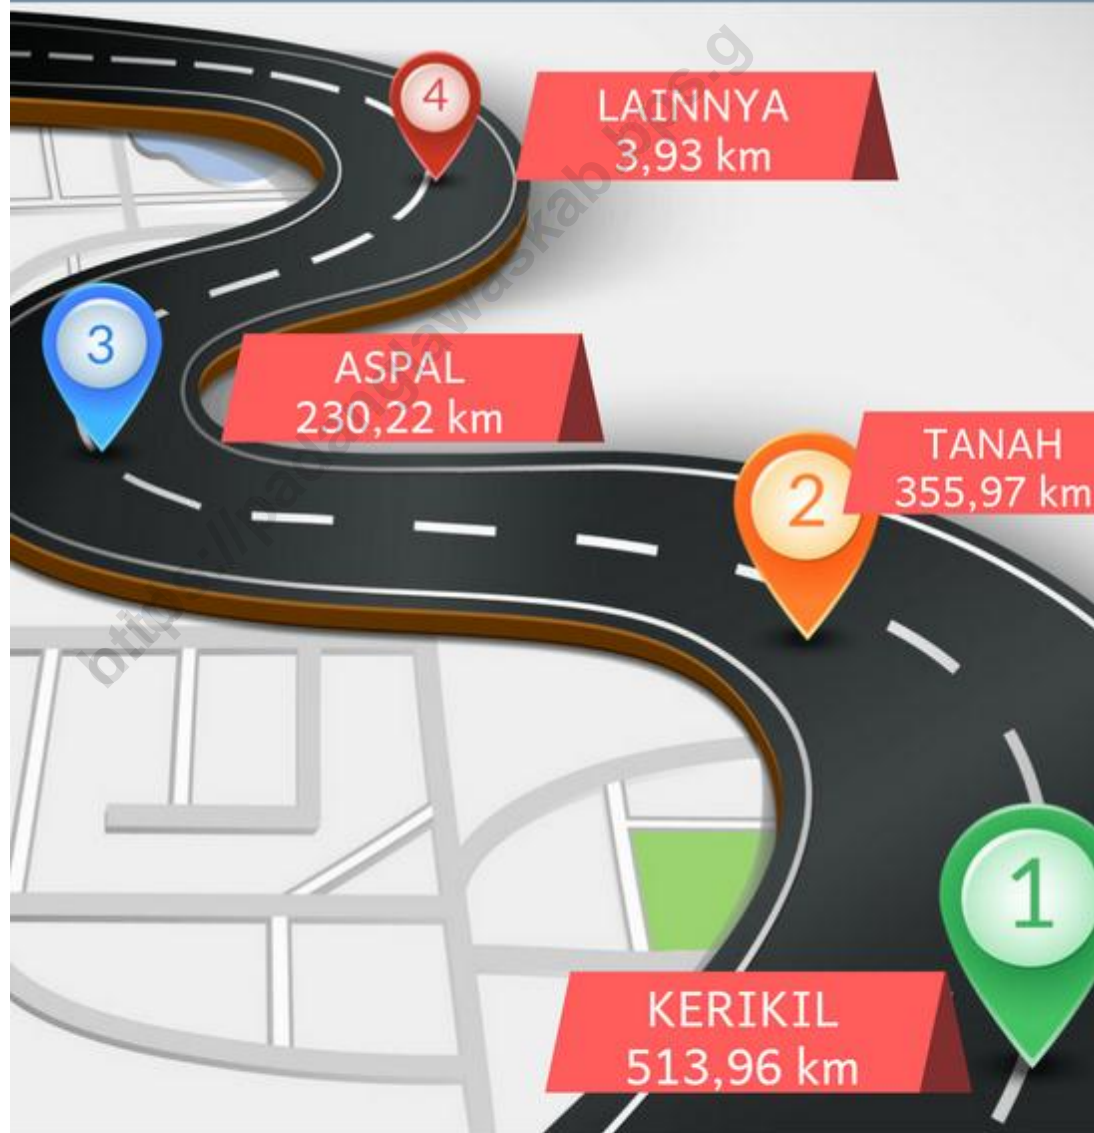 4
LAINNYA
3,93 km
3
ASPAL
230,22 km
2
TANAH
355,97 km
1
KERIKIL
513,96 km